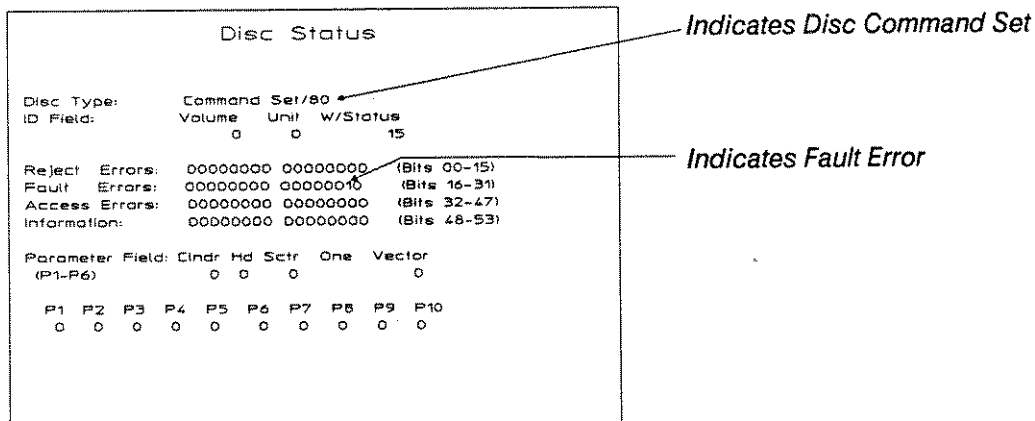 Disc Status
Indicates Disc Command Set
Disc Type: Command Set/80
ID Field: Volume Unit W/Status
0 0 15
Indicates Fault Error
Reject Errors: 00000000 00000000 (Bits 00-15)
Fault Errors: 00000000 00000010 (Bits 16-31)
Access Errors: 00000000 00000000 (Bits 32-47)
Information: 00000000 00000000 (Bits 48-53)
Parameter Field: Clndr Hd Sctr One Vector
(P1-P6) 0 0 0 0
P1 P2 P3 P4 P5 P6 P7 P8 P9 P10
0 0 0 0 0 0 0 0 0 0